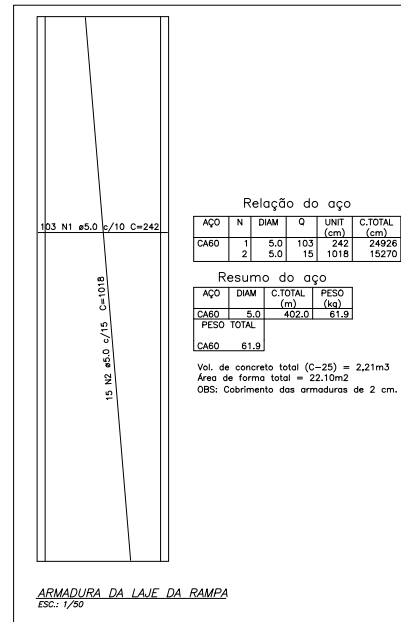 103 N1 ø5.0 c/10 C=242
15 N2 ø5.0 c/15 C=1018
Relação do aço
AÇO N DIAM Q UNIT C.TOTAL
(cm) (cm)
CA60 1 5.0 103 242 24926
2 5.0 15 1018 15270
Resumo do aço
AÇO DIAM C.TOTAL PESO
(m) (kg)
CA60 5.0 402.0 61.9
PESO TOTAL
CA60 61.9
Vol. de concreto total (C-25) = 2,21m3
Área de forma total = 22.10m2
OBS: Cobrimento das armaduras de 2 cm.
ARMADURA DA LAJE DA RAMPA
ESC.: 1/50